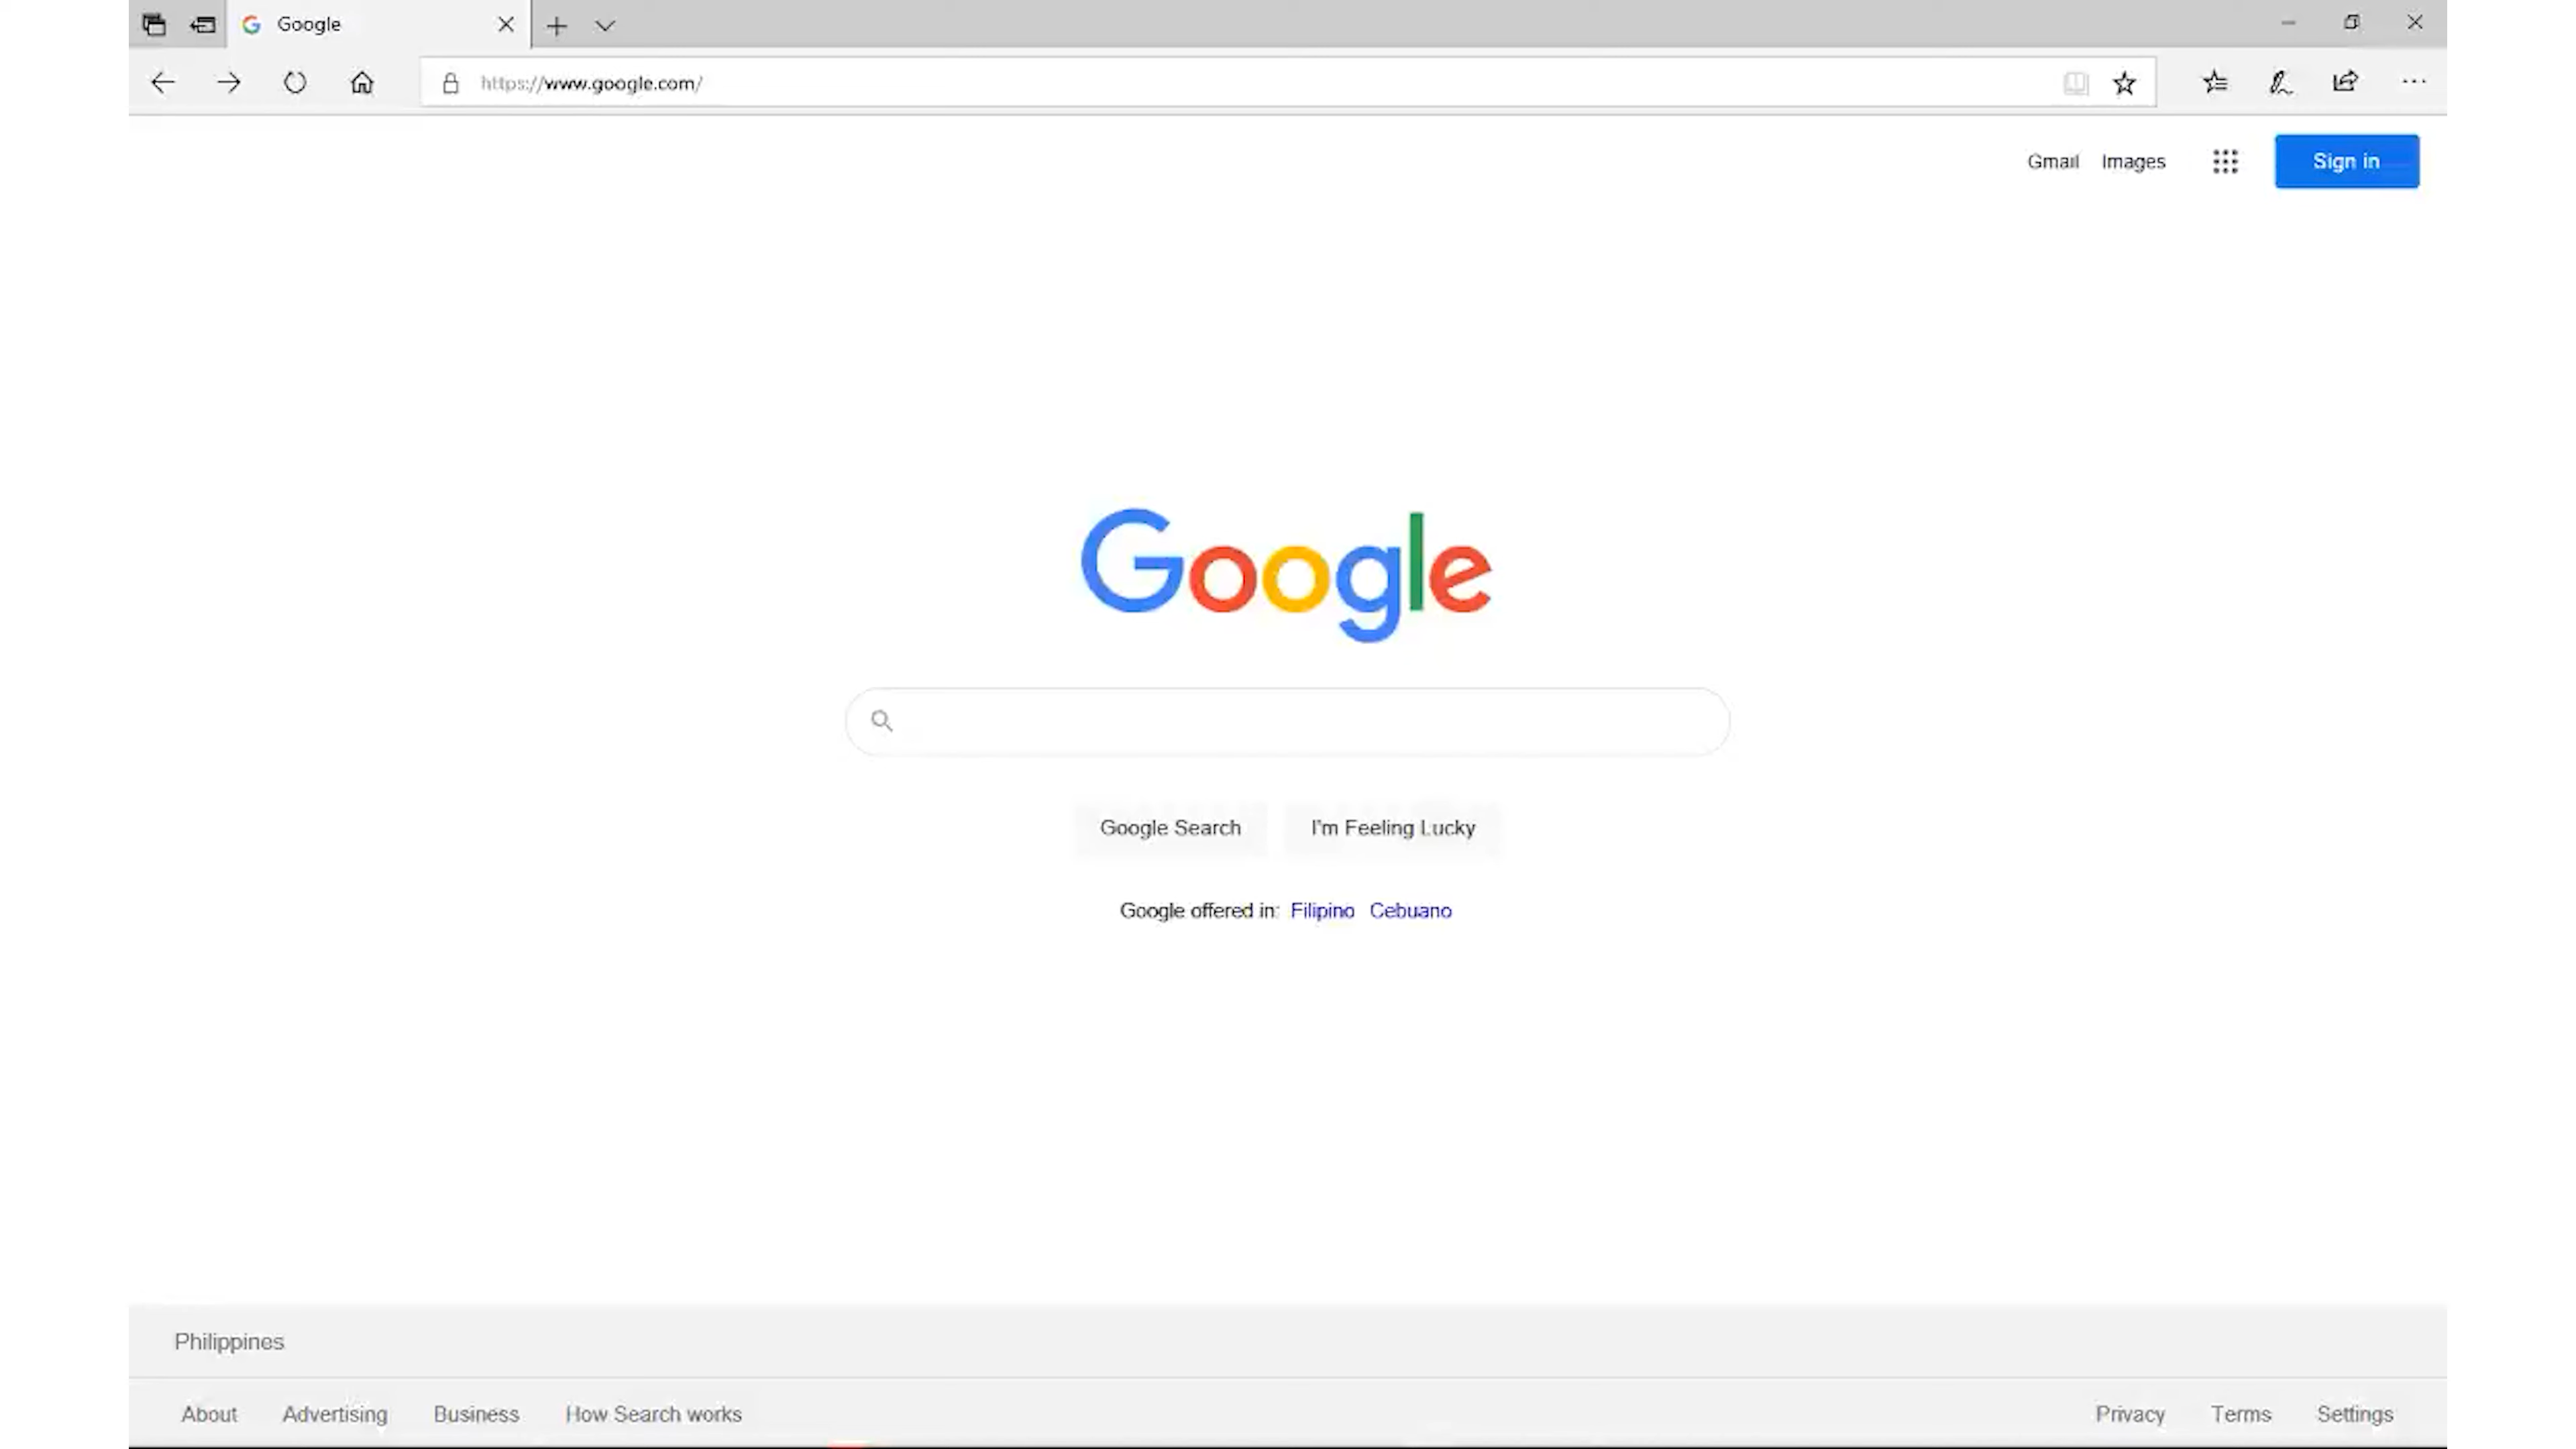 Google
https://www.google.com/
Gmail Images Sign in
Google
Google Search I'm Feeling Lucky
Google offered in: Filipino Cebuano
Philippines
About Advertising Business How Search works Privacy Terms Settings